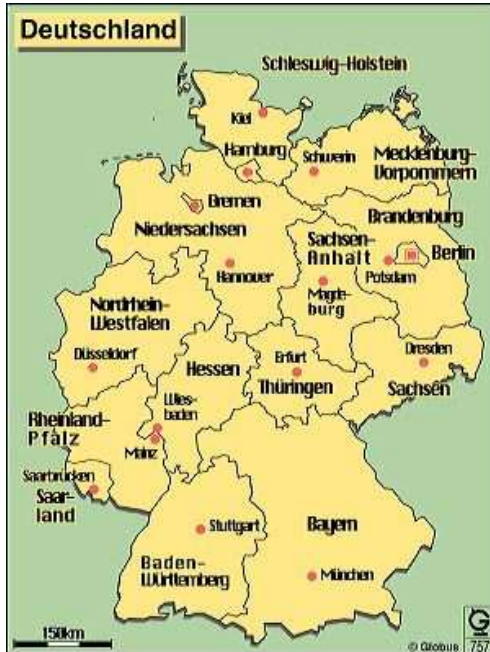 Deutschland
Schleswig-Holstein
Kiel
Hamburg
Schwerin
Mecklenburg-
Vorpommern
Bremen
Niedersachsen
Brandenburg
Sachsen-
Anhalt
Berlin
Hannover
Potsdam
Magde-
burg
Nordrhein-
Westfalen
Düsseldorf
Hessen
Erfurt
Thüringen
Dresden
Sachsen
Rheinland-
Pfalz
Wies-
baden
Mainz
Saarbrücken
Saar-
land
Stuttgart
Bayern
Baden-
Württemberg
München
150km
© Globus
G
757